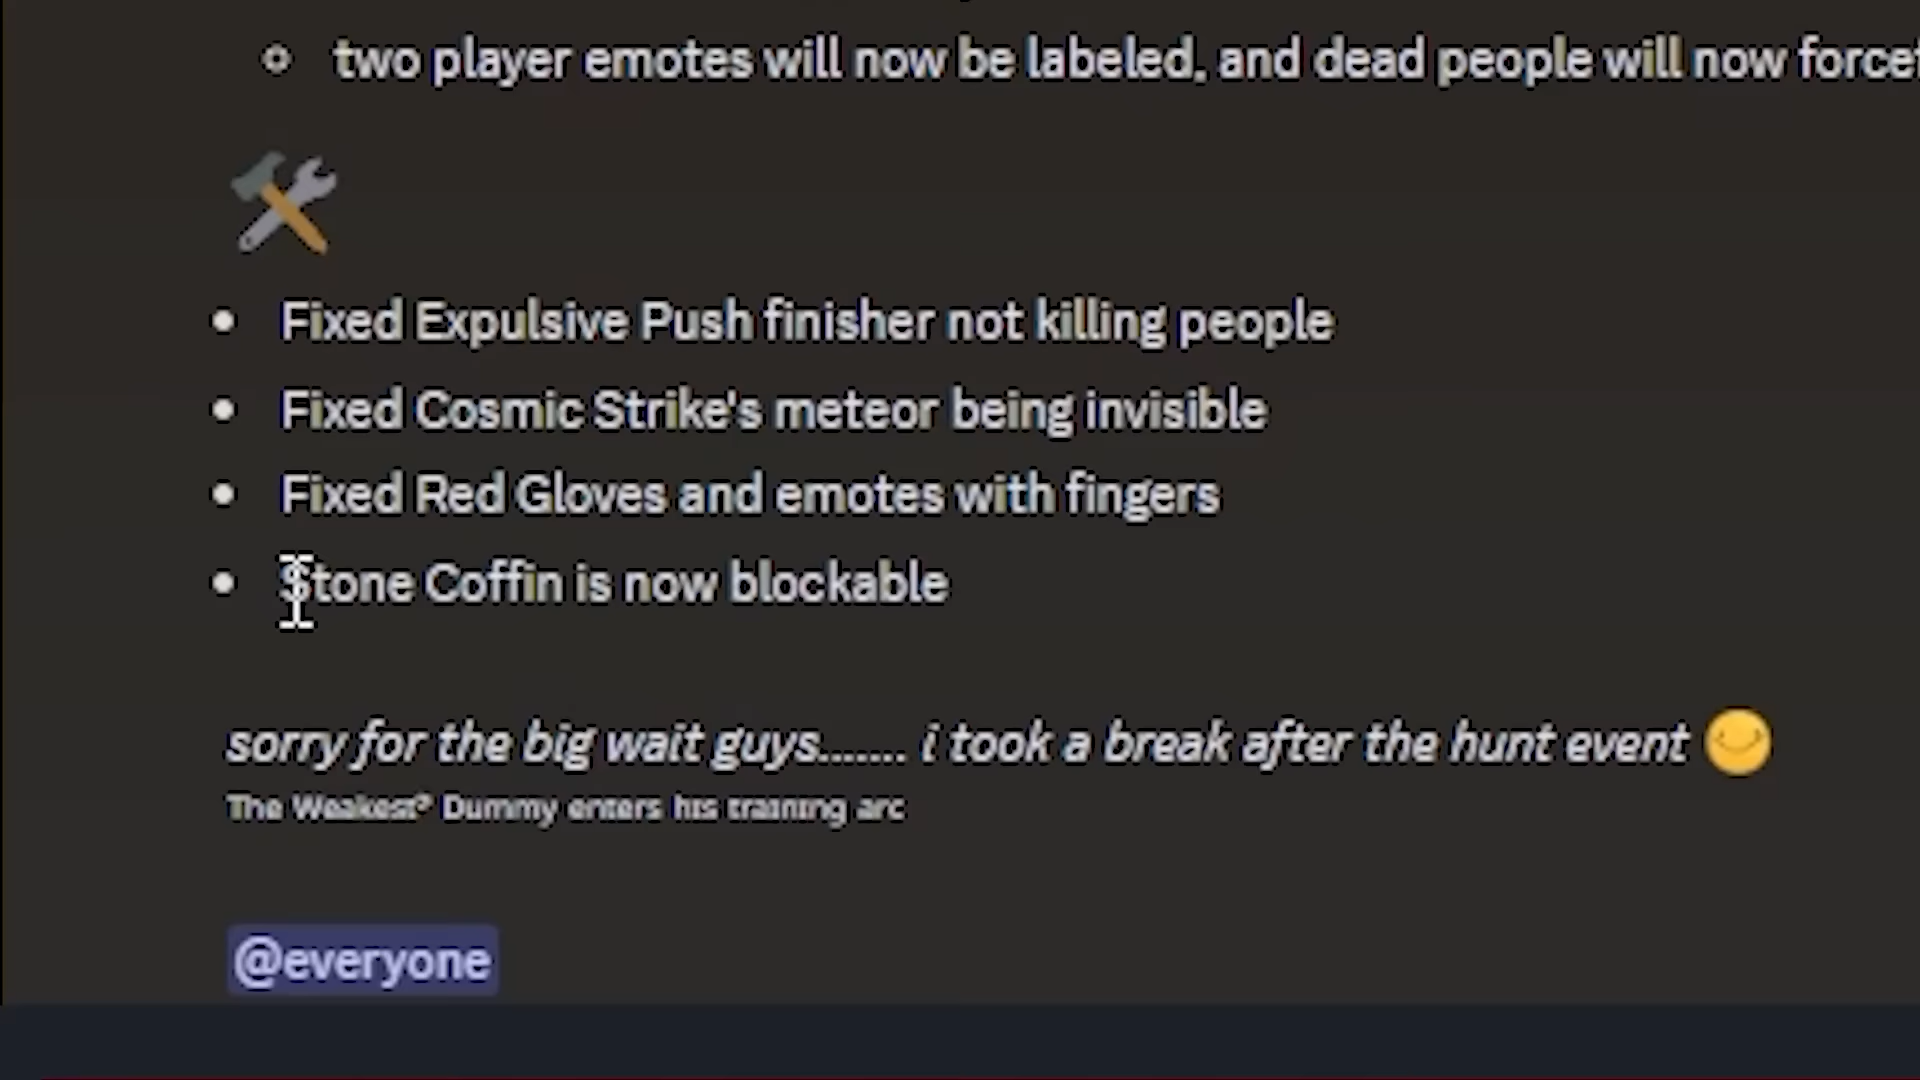 two player emotes will now be labeled, and dead people will now
Fixed Expulsive Push finisher not killing people
Fixed Cosmic Strike's meteor being invisible
Fixed Red Gloves and emotes with fingers
Stone Coffin is now blockable
sorry for the big wait guys....... i took a break after the hunt event
The Weakest° Dummy enters his training arc
@everyone